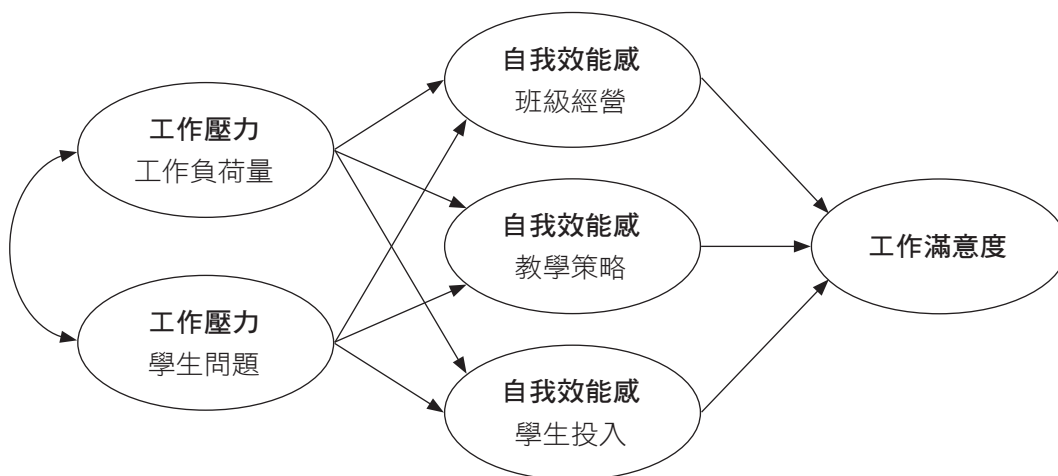 工作壓力
工作負荷量
工作壓力
學生問題
自我效能感
班級經營
自我效能感
教學策略
自我效能感
學生投入
工作滿意度